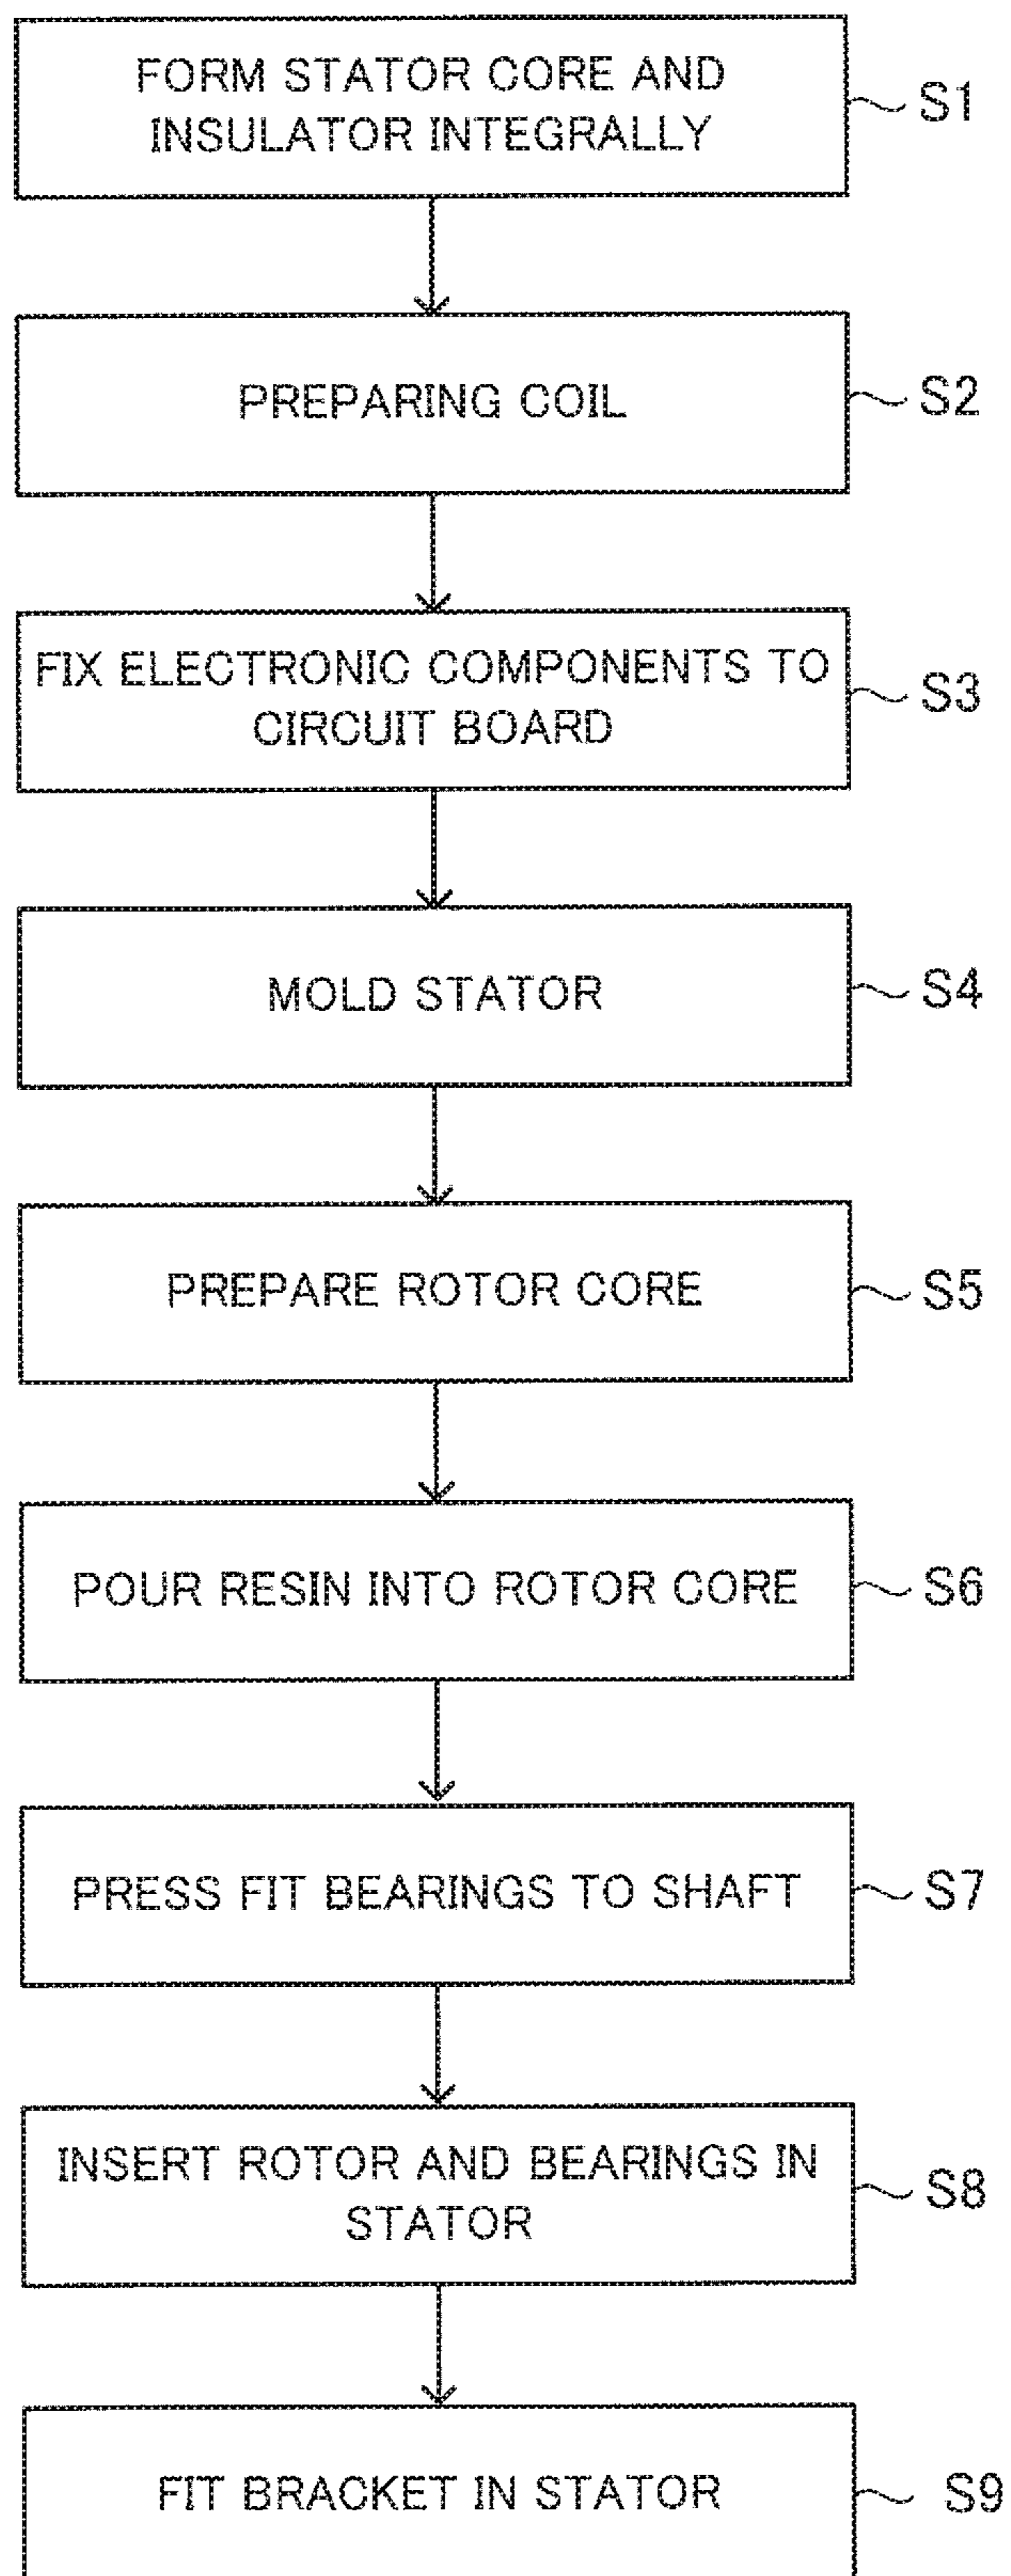 FORM STATOR CORE AND
INSULATOR INTEGRALLY
S1
PREPARING COIL
S2
FIX ELECTRONIC COMPONENTS TO
CIRCUIT BOARD
S3
MOLD STATOR
S4
PREPARE ROTOR CORE
S5
POUR RESIN INTO ROTOR CORE
S6
PRESS FIT BEARINGS TO SHAFT
S7
INSERT ROTOR AND BEARINGS IN
STATOR
S8
FIT BRACKET IN STATOR
S9